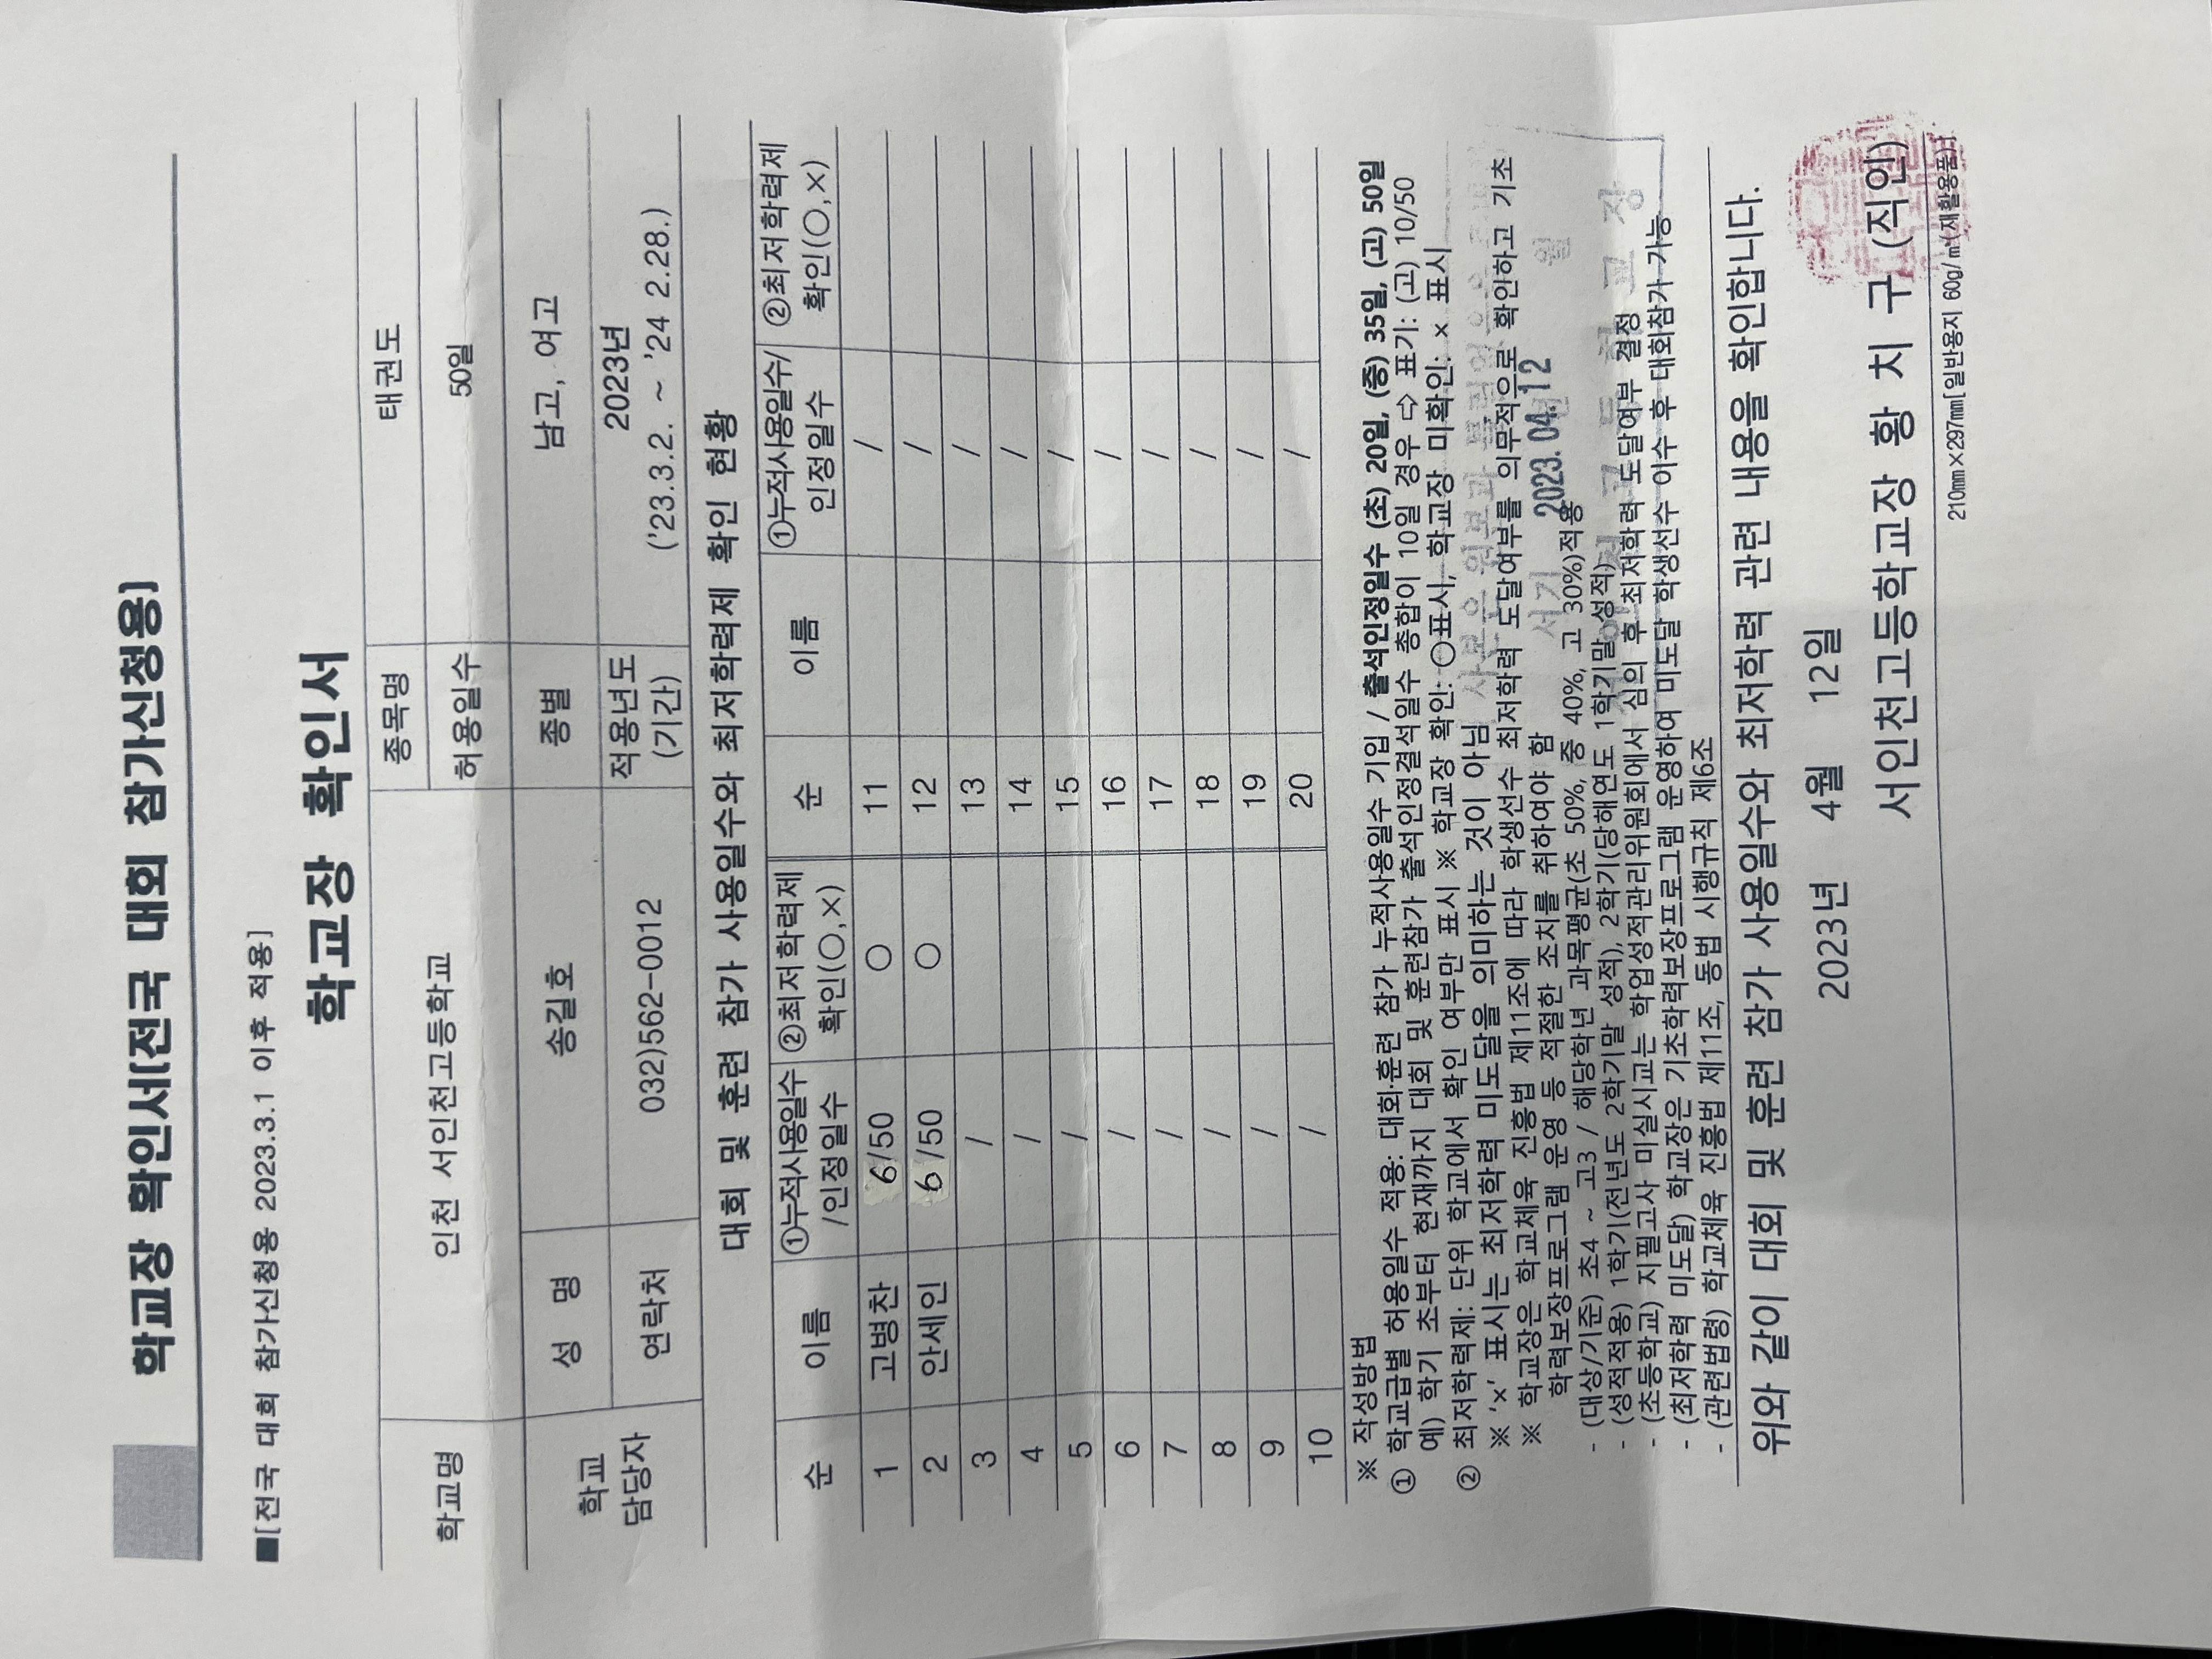 학교장 확인서[전국 대회 참가신청용]
■[전국 대회 참가신청용 2023.3.1 이후 적용]
학교장 확인서
학교명 인천 서인천고등학교 종목명 태권도
허용일수 50일
학교 담당자 성 명 송길호 종별 남고, 여고
연락처 032)562-0012 적용년도 (기간) 2023년 ('23.3.2. ~ '24 2.28.)
대회 및 훈련 참가 사용일수와 최저학력제 확인 현황
순 이름 ①누적사용일수 /인정일수 ②최저학력제 확인(○,×) 순 이름 ①누적사용일수/ 인정일수 ②최저학력제 확인(○,×)
1 고병찬 6/50 ○ 11 /
2 안세인 6/50 ○ 12 /
3 / 13 /
4 / 14 /
5 / 15 /
6 / 16 /
7 / 17 /
8 / 18 /
9 / 19 /
10 / 20 /
※ 작성방법
① 학교급별 허용일수 적용: 대회·훈련 참가 누적사용일수 기입 / 출석인정일수 (초) 20일, (중) 35일, (고) 50일
예) 학기 초부터 현재까지 대회 및 훈련참가 출석인정결석일수 총합이 10일 경우 ⇨ 표기: (고) 10/50
② 최저학력제: 단위 학교에서 확인 여부만 표시 ※ 학교장 확인: ○표시, 학교장 미확인: × 표시
※ '×' 표시는 최저학력 미도달을 의미하는 것이 아님
※ 학교장은 학교체육 진흥법 제11조에 따라 학생선수 최저학력 도달여부를 의무적으로 확인하고 기초
학력보장프로그램 운영 등 적절한 조치를 취하여야 함
- (대상/기준) 초4 ~ 고3 / 해당학년 과목평균(초 50%, 중 40%, 고 30%)적용
- (성적적용) 1학기(전년도 2학기말 성적), 2학기(당해연도 1학기말 성적)
- (초등학교) 지필고사 미실시교는 학업성적관리위원회에서 심의 후 최저학력 도달여부 결정
- (최저학력 미도달) 학교장은 기초학력보장프로그램 운영하여 미도달 학생선수 이수 후 대회참가 가능
- (관련법령) 학교체육 진흥법 제11조, 동법 시행규칙 제6조
사본은 원본과
서기 2023.04.12 월
위와 같이 대회 및 훈련 참가 사용일수와 최저학력 관련 내용을 확인합니다.
2023년 4월 12일
서인천고등학교장 황 치 구 (직인)
210mm×297mm[일반용지 60g/㎡(재활용품)]